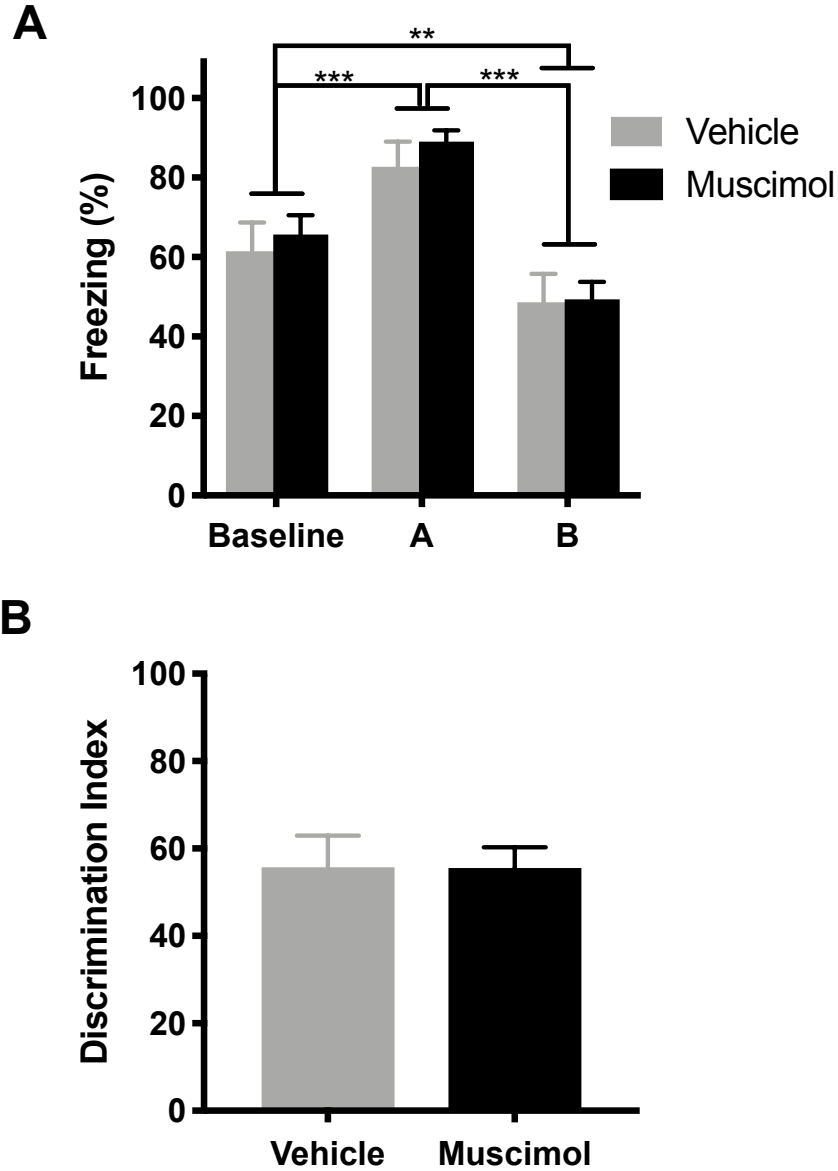 A
**
***
***
100
80
60
40
20
0
Freezing (%)
Vehicle
Muscimol
Baseline
A
B
B
100
80
60
40
20
0
Discrimination Index
Vehicle
Muscimol